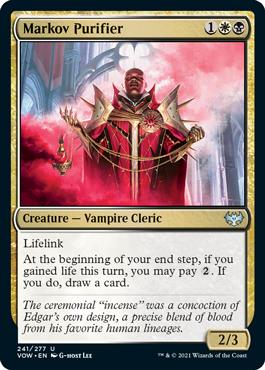 Markov Purifier 1
Creature — Vampire Cleric
Lifelink
At the beginning of your end step, if you
gained life this turn, you may pay 2. If
you do, draw a card.
The ceremonial “incense” was a concoction of
Edgar's own design, a precise blend of blood
from his favorite human lineages.
2/3
241/277 U
VOW • EN G-host Lee
™ & © 2021 Wizards of the Coast